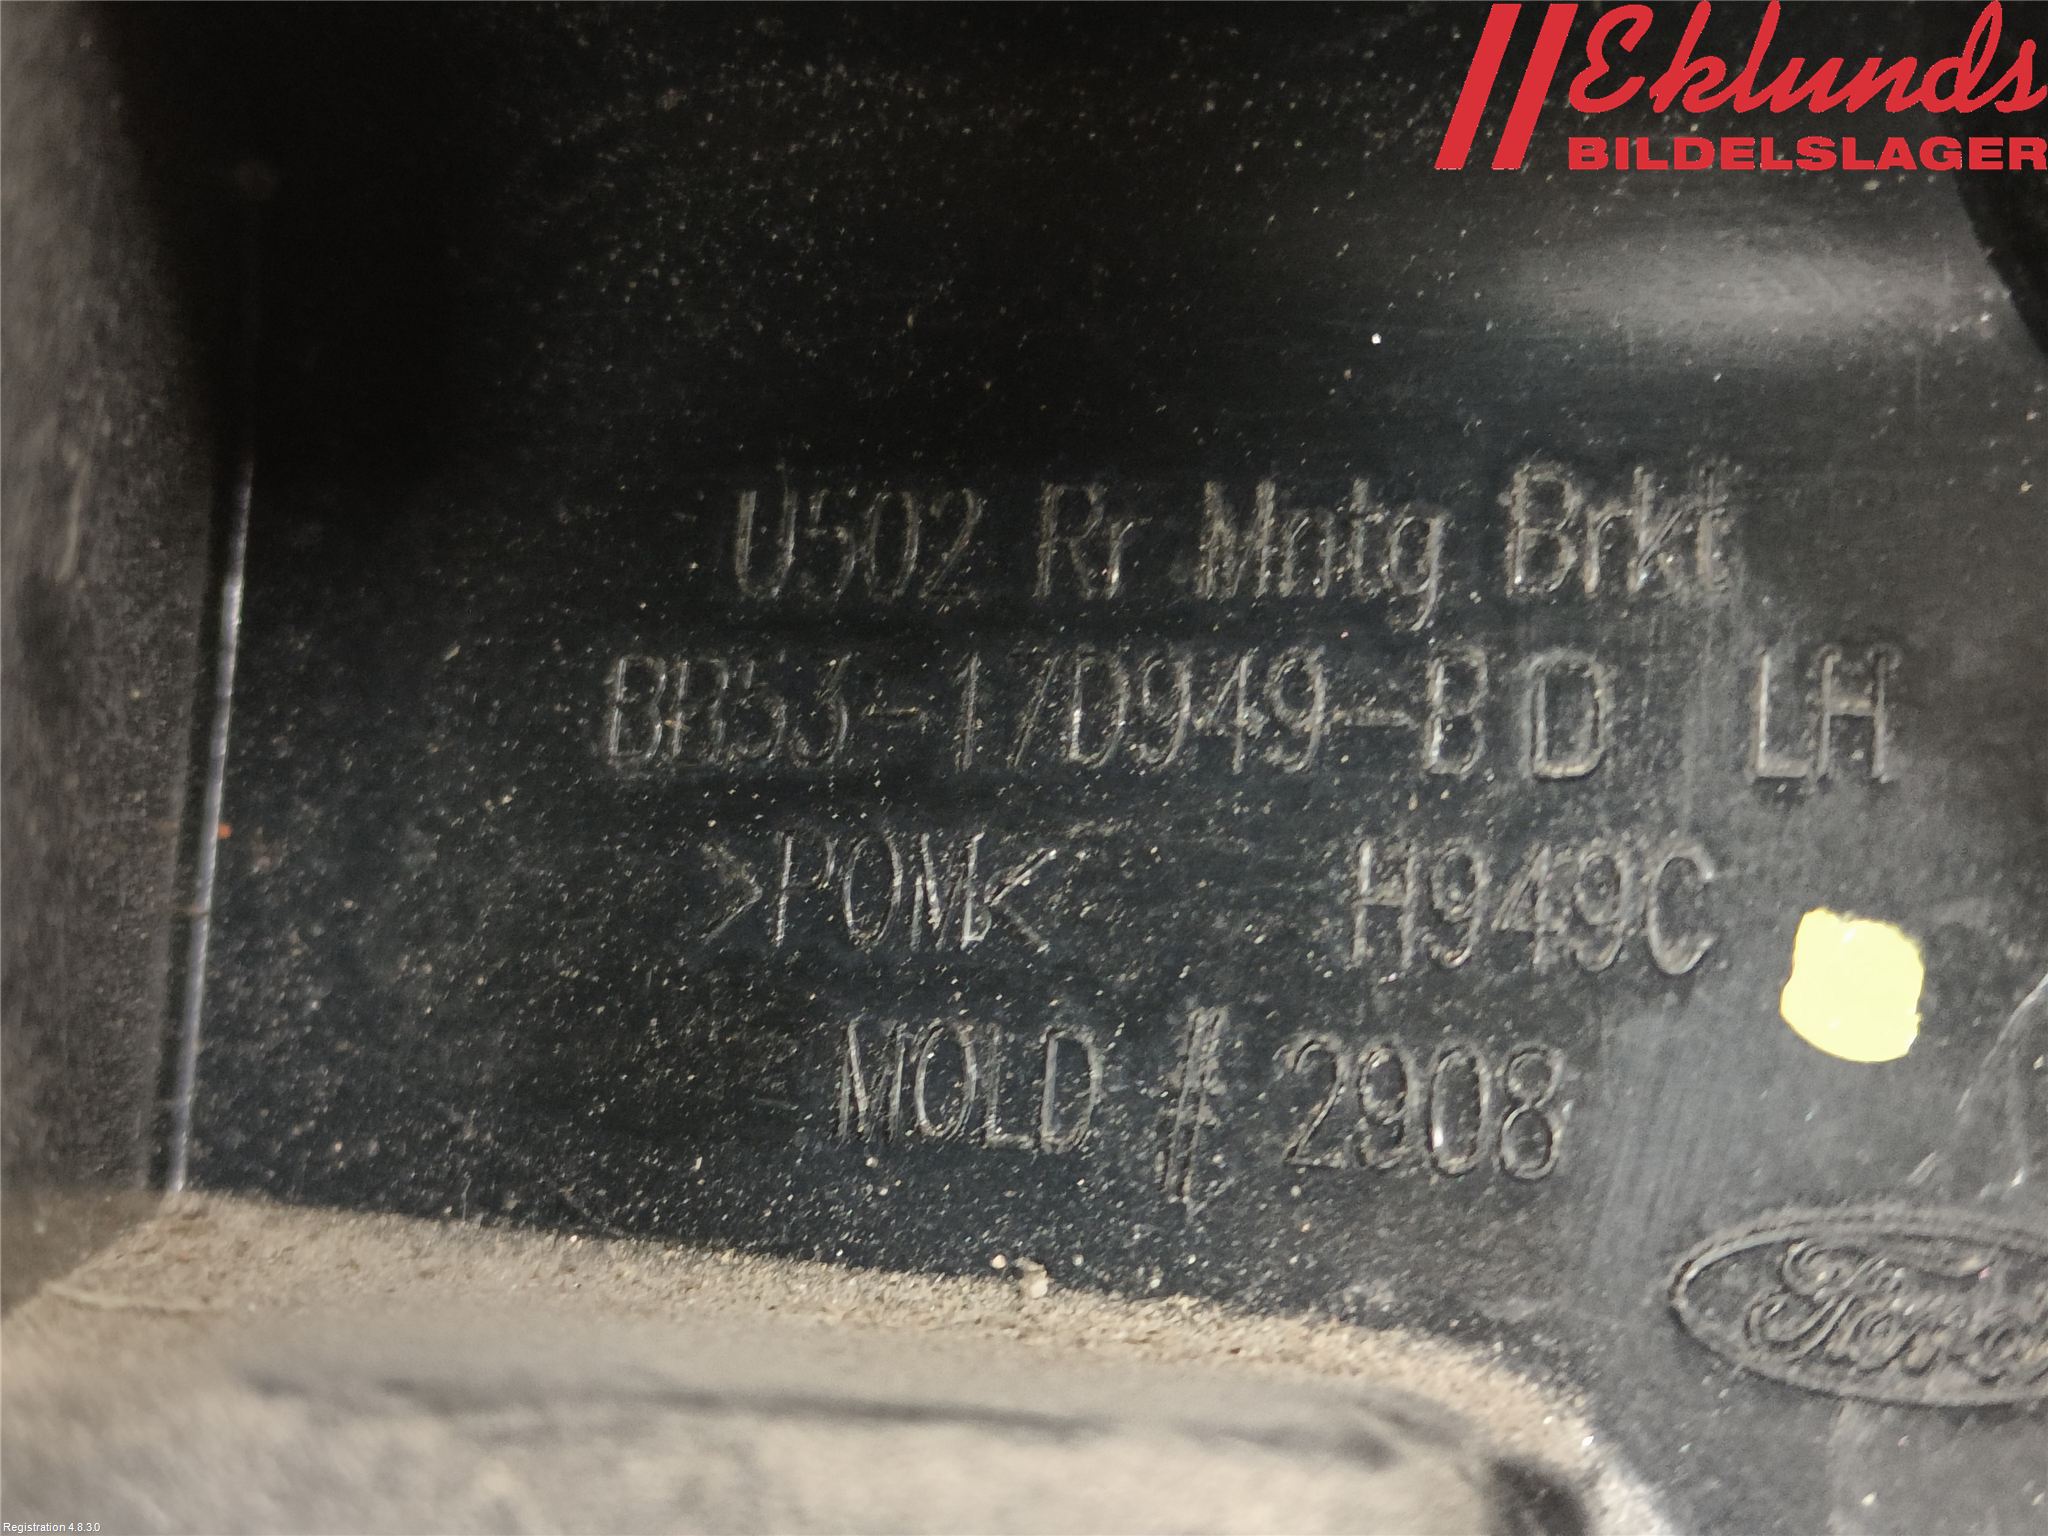 Eklunds
BILDELSLAGER
U502 Rr Mntg Brkt
BB53-17D949-BD LH
>POM< H949C
MOLD # 2908
Ford
Registration 4.8.3.0